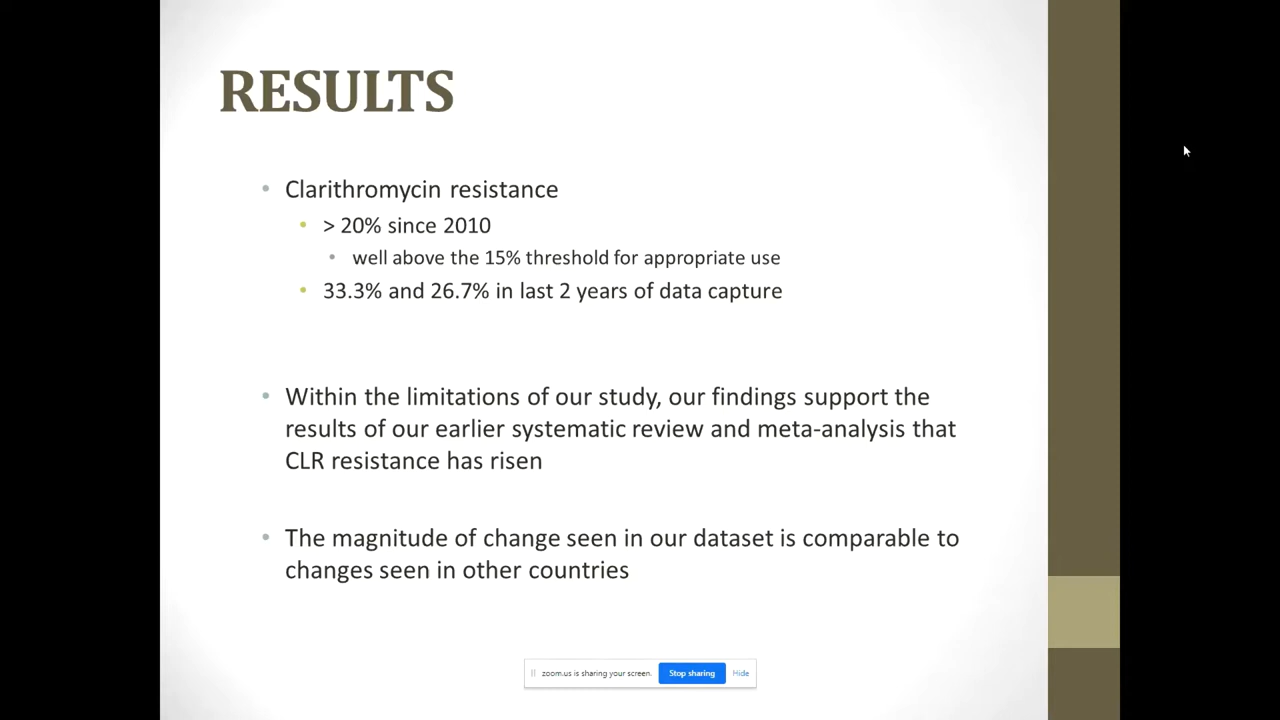 RESULTS
• Clarithromycin resistance
• > 20% since 2010
• well above the 15% threshold for appropriate use
• 33.3% and 26.7% in last 2 years of data capture
• Within the limitations of our study, our findings support the
results of our earlier systematic review and meta-analysis that
CLR resistance has risen
• The magnitude of change seen in our dataset is comparable to
changes seen in other countries
zoom.us is sharing your screen. Stop sharing Hide